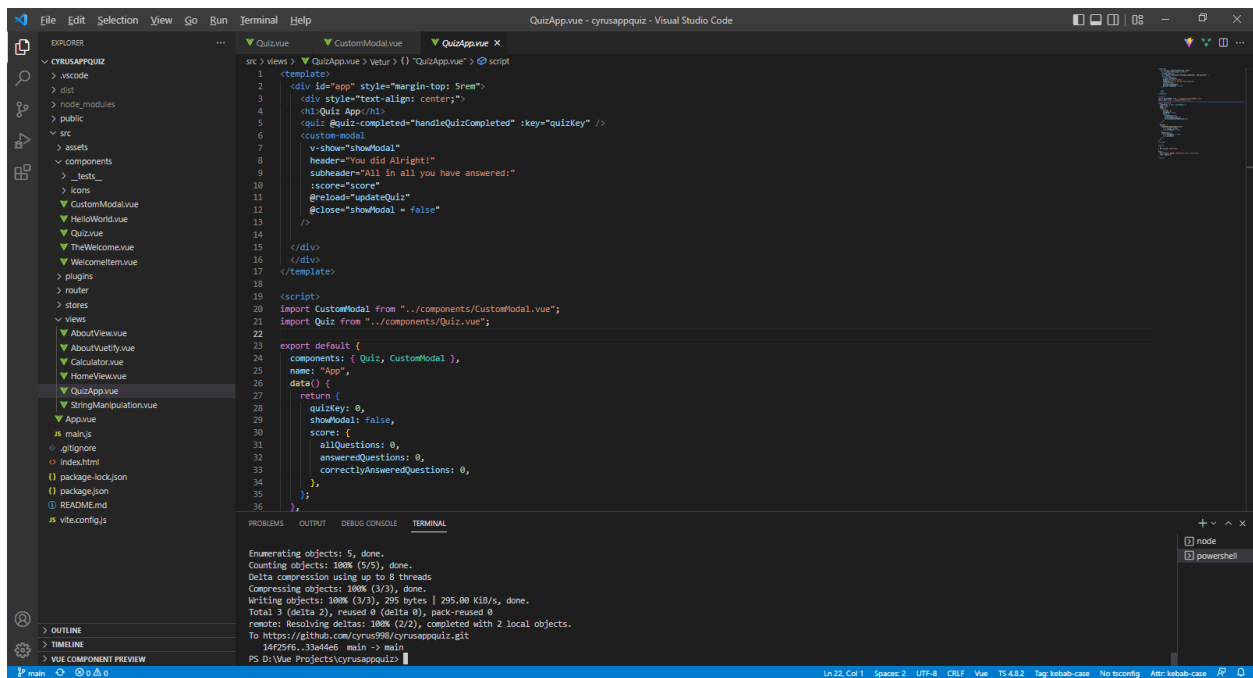 File Edit Selection View Go Run Terminal Help
QuizApp.vue - cyrusappquiz - Visual Studio Code
EXPLORER
CYRUSAPPQUIZ
.vscode
dist
node_modules
public
src
assets
components
__tests__
icons
CustomModal.vue
HelloWorld.vue
Quiz.vue
TheWelcome.vue
WelcomeItem.vue
plugins
router
stores
views
AboutView.vue
AboutVuetify.vue
Calculator.vue
HomeView.vue
QuizApp.vue
StringManipulation.vue
App.vue
JS main.js
.gitignore
<> index.html
{} package-lock.json
{} package.json
README.md
JS vite.config.js
OUTLINE
TIMELINE
VUE COMPONENT PREVIEW
Quiz.vue CustomModal.vue QuizApp.vue
src > views > QuizApp.vue > Vetur > {} "QuizApp.vue" > script
1 <template>
2 <div id="app" style="margin-top: 5rem">
3 <div style="text-align: center;">
4 <h1>Quiz App</h1>
5 <quiz @quiz-completed="handleQuizCompleted" :key="quizKey" />
6 <custom-modal
7 v-show="showModal"
8 header="You did Alright!"
9 subheader="All in all you have answered:"
10 :score="score"
11 @reload="updateQuiz"
12 @close="showModal = false"
13 />
14
15 </div>
16 </div>
17 </template>
18
19 <script>
20 import CustomModal from "../components/CustomModal.vue";
21 import Quiz from "../components/Quiz.vue";
22
23 export default {
24 components: { Quiz, CustomModal },
25 name: "App",
26 data() {
27 return {
28 quizKey: 0,
29 showModal: false,
30 score: {
31 allQuestions: 0,
32 answeredQuestions: 0,
33 correctlyAnsweredQuestions: 0,
34 },
35 };
36 },
PROBLEMS OUTPUT DEBUG CONSOLE TERMINAL
Enumerating objects: 5, done.
Counting objects: 100% (5/5), done.
Delta compression using up to 8 threads
Compressing objects: 100% (3/3), done.
Writing objects: 100% (3/3), 295 bytes | 295.00 KiB/s, done.
Total 3 (delta 2), reused 0 (delta 0), pack-reused 0
remote: Resolving deltas: 100% (2/2), completed with 2 local objects.
To https://github.com/cyrus998/cyrusappquiz.git
14f25f6..33a44e6 main -> main
PS D:\Vue Projects\cyrusappquiz>
node
powershell
main 0 0
Ln 22, Col 1 Spaces: 2 UTF-8 CRLF Vue TS 4.8.2 Tag: kebab-case No tsconfig Attr: kebab-case